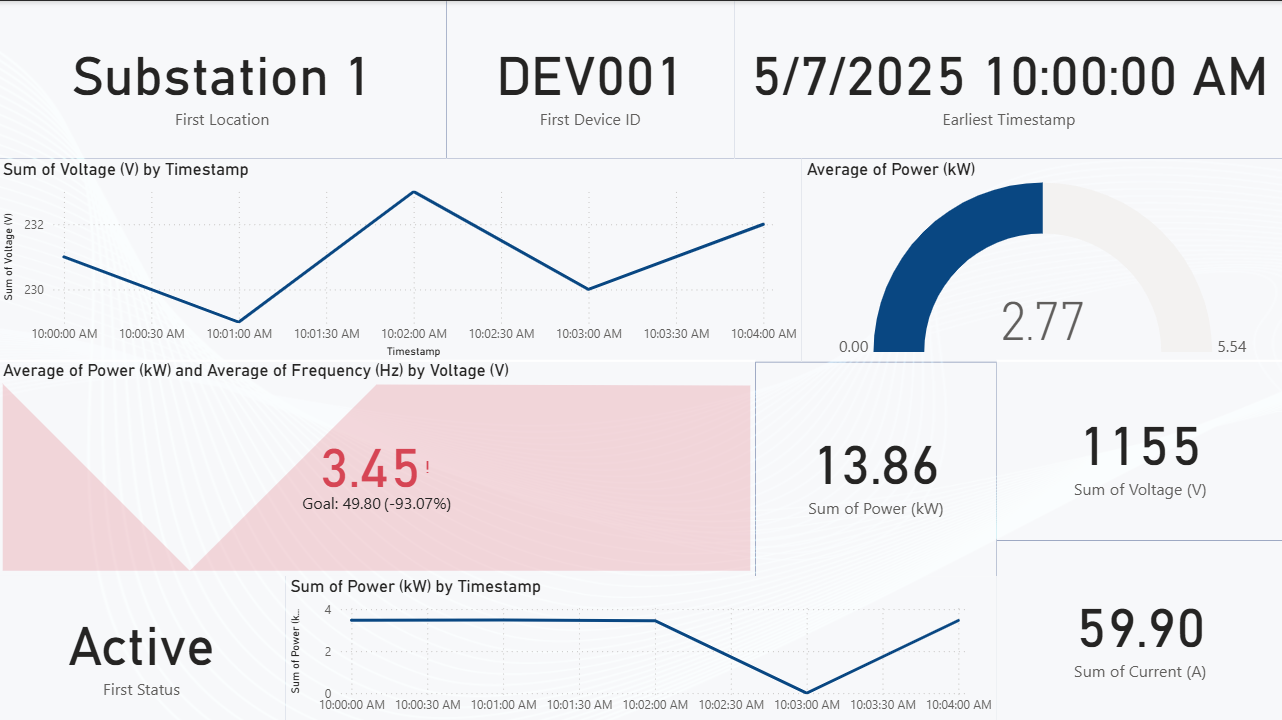 Substation 1
First Location
DEV001
First Device ID
5/7/2025 10:00:00 AM
Earliest Timestamp
Sum of Voltage (V) by Timestamp
Sum of Voltage (V)
232
230
10:00:00 AM 10:00:30 AM 10:01:00 AM 10:01:30 AM 10:02:00 AM 10:02:30 AM 10:03:00 AM 10:03:30 AM 10:04:00 AM
Timestamp
Average of Power (kW)
2.77
0.00
5.54
Average of Power (kW) and Average of Frequency (Hz) by Voltage (V)
3.45!
Goal: 49.80 (-93.07%)
13.86
Sum of Power (kW)
1155
Sum of Voltage (V)
Active
First Status
Sum of Power (kW) by Timestamp
Sum of Power (k...
4
2
0
10:00:00 AM 10:00:30 AM 10:01:00 AM 10:01:30 AM 10:02:00 AM 10:02:30 AM 10:03:00 AM 10:03:30 AM 10:04:00 AM
59.90
Sum of Current (A)